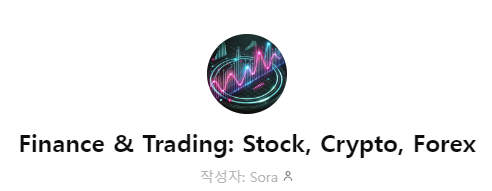 Finance & Trading: Stock, Crypto, Forex
작성자: Sora